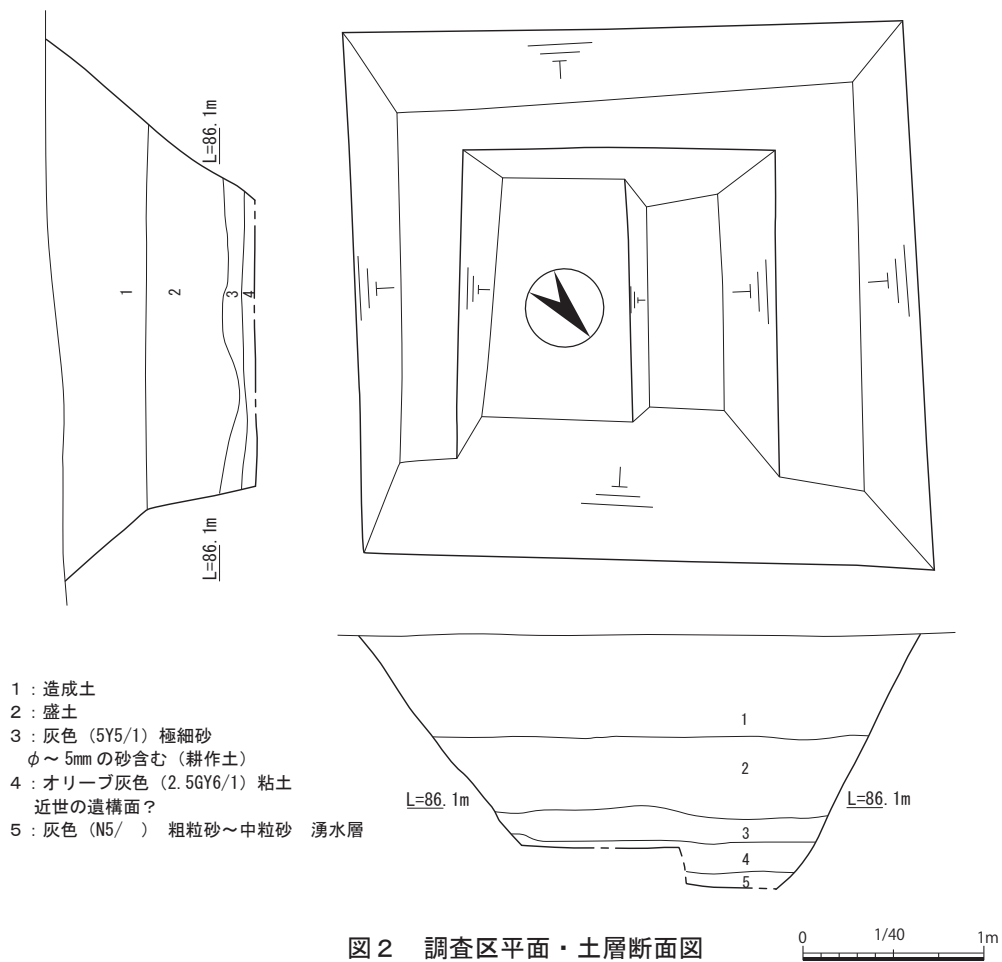 L=86.1m
1
2
3
4
L=86.1m
1:造成土
2:盛土
3:灰色(5Y5/1)極細砂
φ~5mmの砂含む(耕作土)
4:オリーブ灰色(2.5GY6/1)粘土
近世の遺構面?
5:灰色(N5/ ) 粗粒砂~中粒砂 湧水層
1
2
L=86.1m
L=86.1m
3
4
5
図2 調査区平面・土層断面図
0 1/40 1m